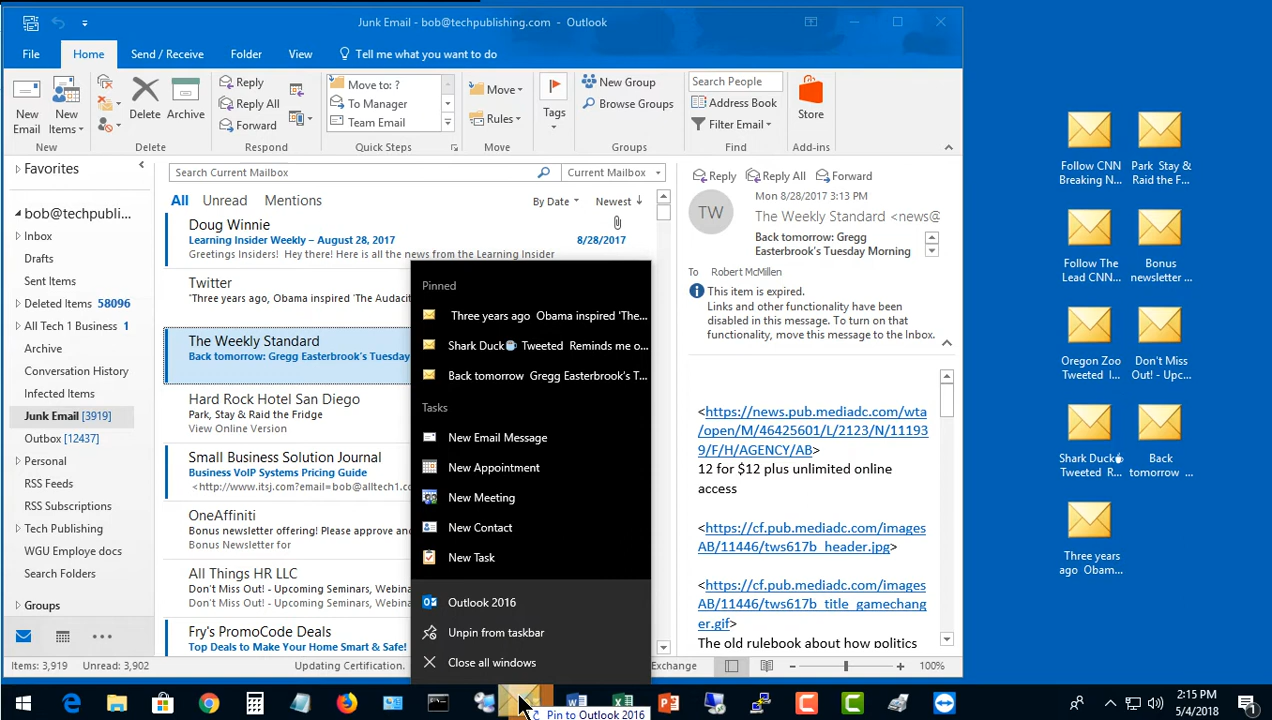 Junk Email - bob@techpublishing.com - Outlook
File Home Send / Receive Folder View Tell me what you want to do
New
Email
New
Items
New
Delete
Archive
Delete
Reply
Reply All
Forward
Respond
Move to: ?
To Manager
Team Email
Quick Steps
Move
Rules
Move
Tags
New Group
Browse Groups
Groups
Search People
Address Book
Filter Email
Find
Store
Add-ins
Favorites
bob@techpubli...
Inbox
Drafts
Sent Items
Deleted Items 58096
All Tech 1 Business 1
Archive
Conversation History
Infected Items
Junk Email [3919]
Outbox [12437]
Personal
RSS Feeds
RSS Subscriptions
Tech Publishing
WGU Employe docs
Search Folders
Groups
Search Current Mailbox Current Mailbox
All Unread Mentions By Date Newest
Doug Winnie
Learning Insider Weekly – August 28, 2017 8/28/2017
Greetings Insiders! Hey there! Here is all the news from the Learning Insider
Twitter
'Three years ago, Obama inspired 'The Audacit
The Weekly Standard
Back tomorrow: Gregg Easterbrook's Tuesday
Hard Rock Hotel San Diego
Park, Stay & Raid the Fridge
View Online Version
Small Business Solution Journal
Business VoIP Systems Pricing Guide
<http://www.itsj.com?email=bob@alltech1.c
OneAffiniti
Bonus newsletter offering! Please approve and
Bonus Newsletter for
All Things HR LLC
Don't Miss Out! - Upcoming Seminars, Webina
Don't Miss Out! - Upcoming Seminars, Webina
Fry's PromoCode Deals
Top Deals to Make Your Home Smart & Safe!
Pinned
Three years ago Obama inspired 'The...
Shark Duck Tweeted Reminds me o...
Back tomorrow Gregg Easterbrook's T...
Tasks
New Email Message
New Appointment
New Meeting
New Contact
New Task
Outlook 2016
Unpin from taskbar
Close all windows
Reply Reply All Forward
Mon 8/28/2017 3:13 PM
TW
The Weekly Standard <news@
Back tomorrow: Gregg
Easterbrook's Tuesday Morning
To Robert McMillen
This item is expired.
Links and other functionality have been
disabled in this message. To turn on that
functionality, move this message to the Inbox.
<https://news.pub.mediadc.com/wta
/open/M/46425601/L/2123/N/11193
/9/F/H/AGENCY/AB>
12 for $12 plus unlimited online
access
<https://cf.pub.mediadc.com/images
AB/11446/tws617b_header.jpg>
<https://cf.pub.mediadc.com/images
AB/11446/tws617b_title_gamechang
er.gif>
The old rulebook about how politics
Items: 3,919 Unread: 3,902 Updating Certification. Exchange 100%
Follow CNN
Breaking N...
Park Stay &
Raid the F...
Follow The
Lead CNN...
Bonus
newsletter ...
Oregon Zoo
Tweeted I...
Don't Miss
Out! - Upc...
Shark Duck
Tweeted R...
Back
tomorrow ...
Three years
ago Obam...
Pin to Outlook 2016
2:15 PM
5/4/2018
1